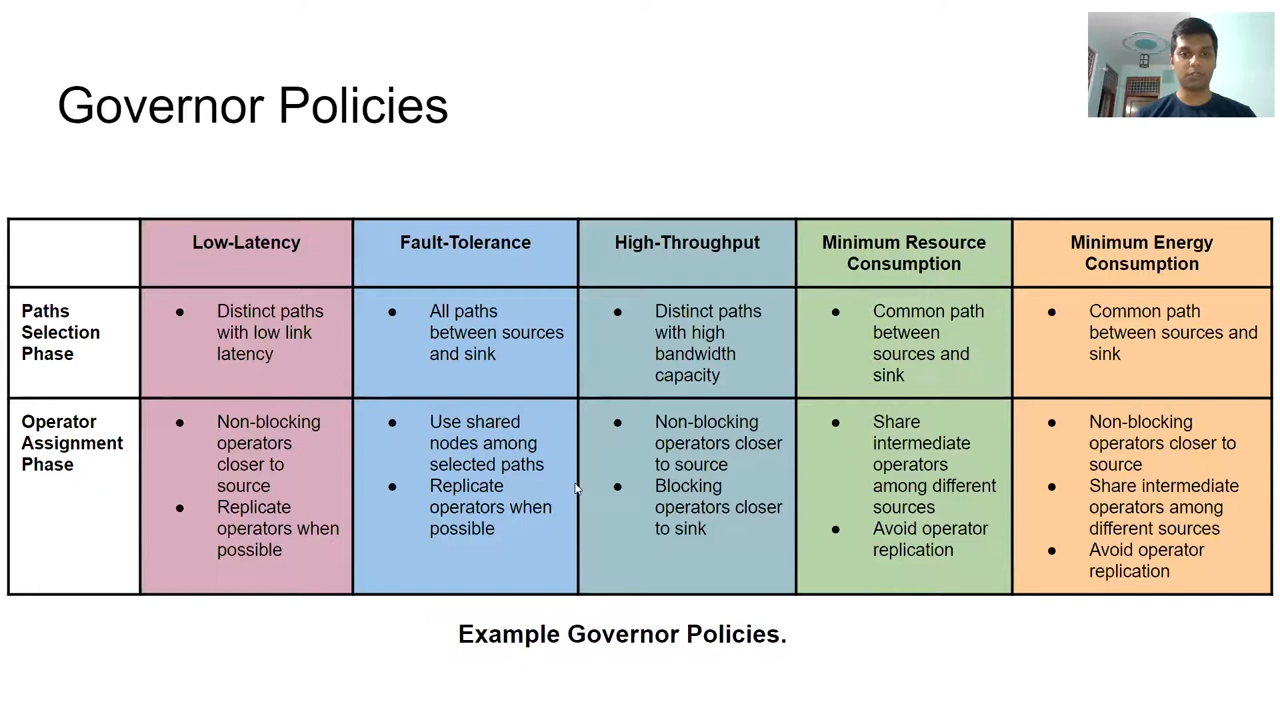 Governor Policies
Low-Latency
Fault-Tolerance
High-Throughput
Minimum Resource
Consumption
Minimum Energy
Consumption
Paths
Selection
Phase
● Distinct paths
with low link
latency
● All paths
between sources
and sink
● Distinct paths
with high
bandwidth
capacity
● Common path
between
sources and
sink
● Common path
between sources and
sink
Operator
Assignment
Phase
● Non-blocking
operators
closer to
source
● Replicate
operators when
possible
● Use shared
nodes among
selected paths
● Replicate
operators when
possible
● Non-blocking
operators closer
to source
● Blocking
operators closer
to sink
● Share
intermediate
operators
among different
sources
● Avoid operator
replication
● Non-blocking
operators closer to
source
● Share intermediate
operators among
different sources
● Avoid operator
replication
Example Governor Policies.